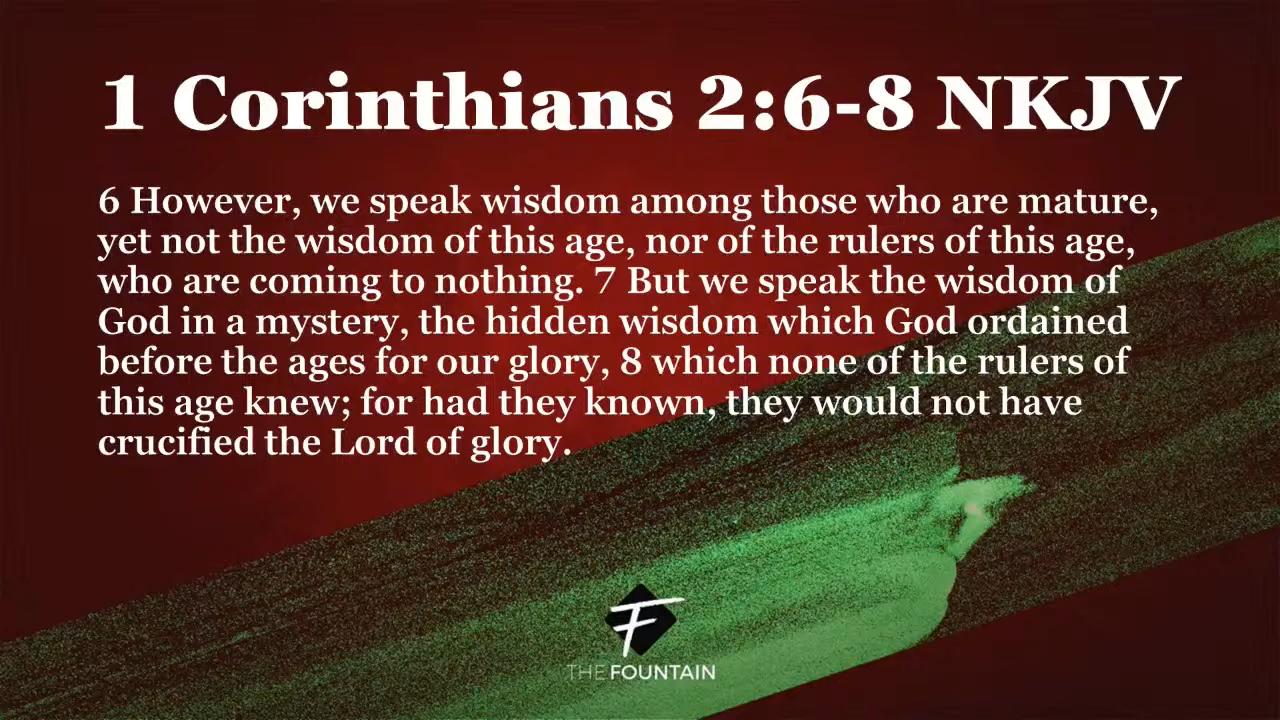 1 Corinthians 2:6-8 NKJV
6 However, we speak wisdom among those who are mature,
yet not the wisdom of this age, nor of the rulers of this age,
who are coming to nothing. 7 But we speak the wisdom of
God in a mystery, the hidden wisdom which God ordained
before the ages for our glory, 8 which none of the rulers of
this age knew; for had they known, they would not have
crucified the Lord of glory.
F
THE FOUNTAIN